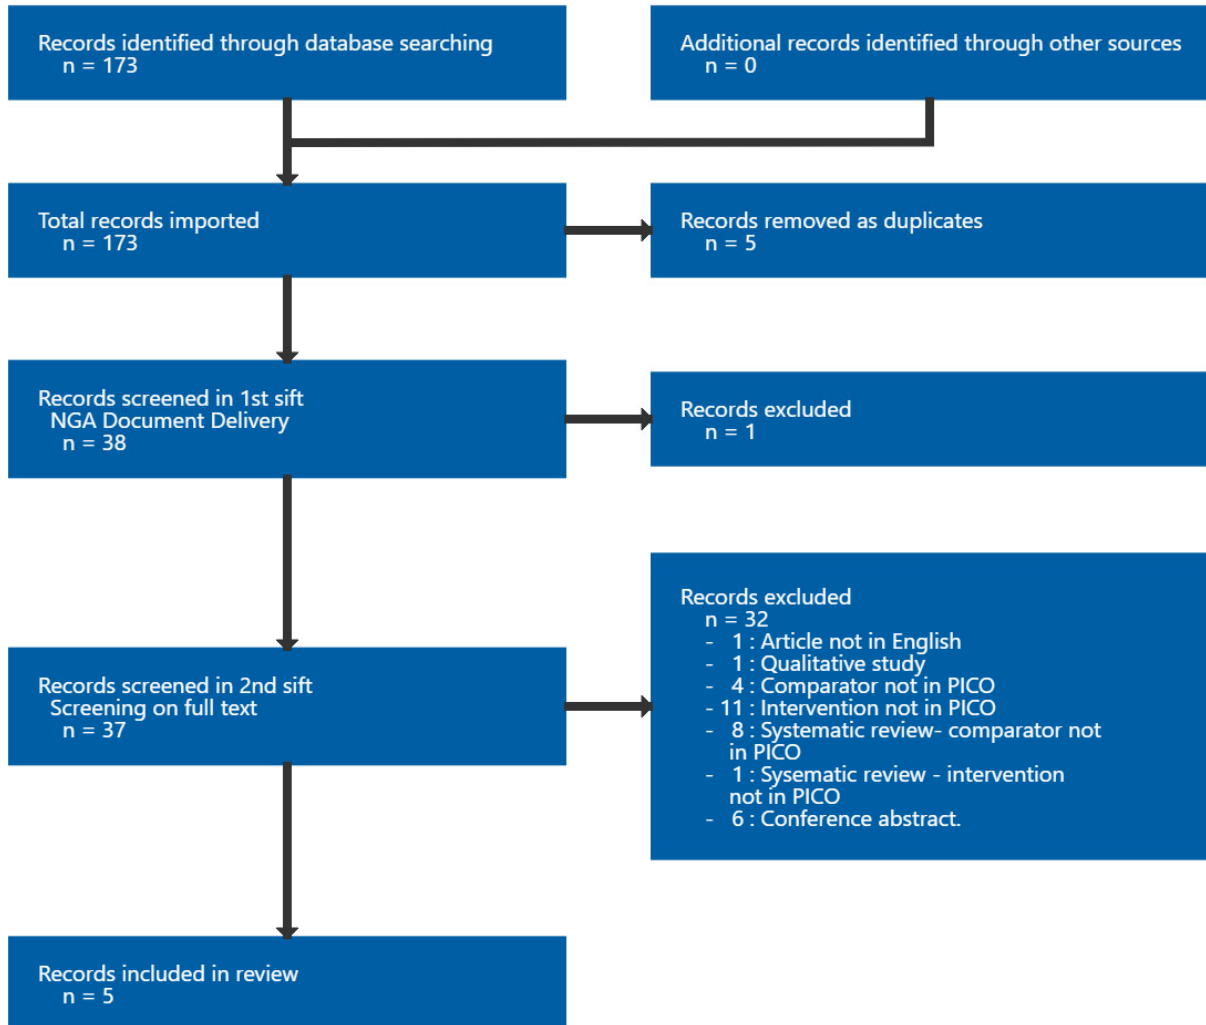 Records identified through database searching
n = 173
Additional records identified through other sources
n = 0
Total records imported
n = 173
Records removed as duplicates
n = 5
Records screened in 1st sift
NGA Document Delivery
n = 38
Records excluded
n = 1
Records screened in 2nd sift
Screening on full text
n = 37
Records excluded
n = 32
- 1 : Article not in English
- 1 : Qualitative study
- 4 : Comparator not in PICO
- 11 : Intervention not in PICO
- 8 : Systematic review- comparator not
in PICO
- 1 : Sysematic review - intervention
not in PICO
- 6 : Conference abstract.
Records included in review
n = 5